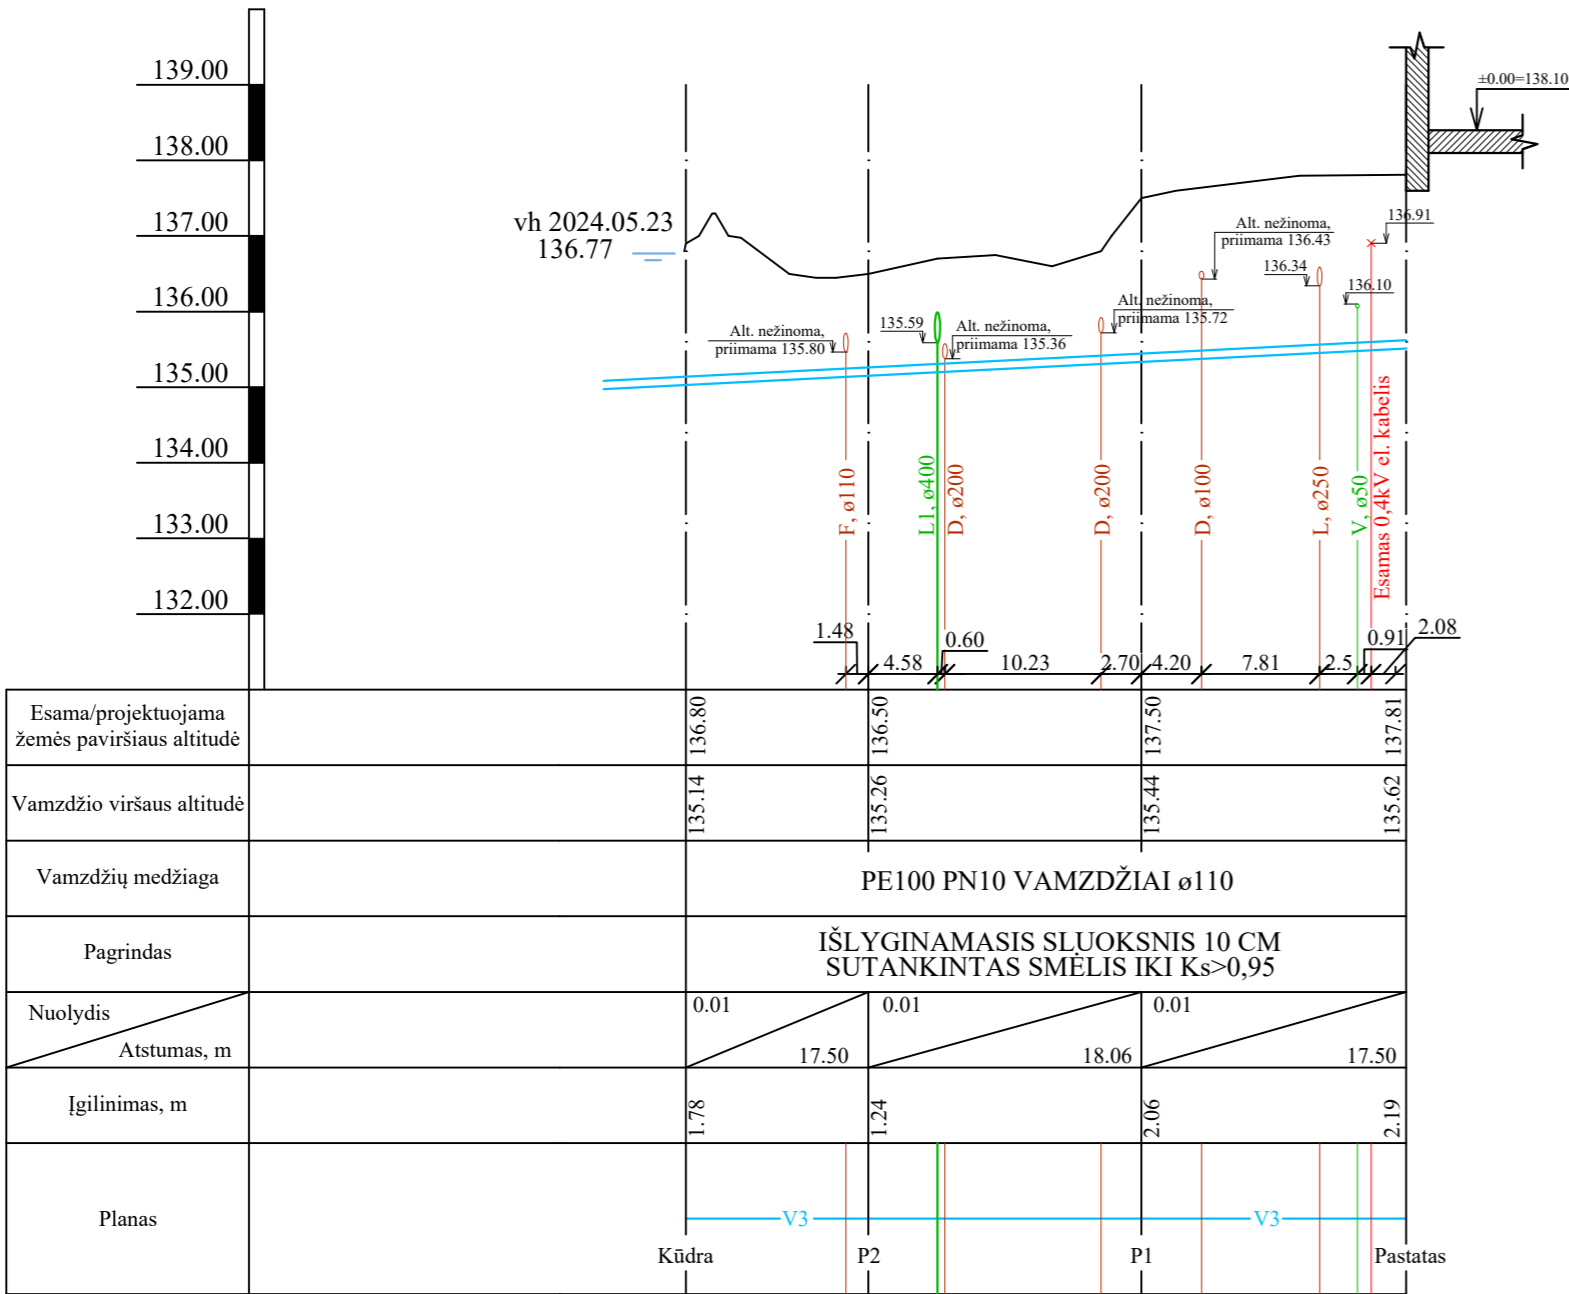 139.00
138.00
137.00
136.00
135.00
134.00
133.00
132.00
±0.00=138.10
vh 2024.05.23
136.77
Alt. nežinoma,
priimama 135.80
135.59
Alt. nežinoma,
priimama 135.36
Alt. nežinoma,
priimama 135.72
Alt. nežinoma,
priimama 136.43
136.34
136.10
136.91
F, ø110
L1, ø400
D, ø200
D, ø200
D, ø100
L, ø250
V, ø50
Esamas 0,4kV el. kabelis
1.48
4.58
0.60
10.23
2.70
4.20
7.81
2.5
0.91
2.08
Esama/projektuojama
žemės paviršiaus altitudė
136.80
136.50
137.50
137.81
Vamzdžio viršaus altitudė
135.14
135.26
135.44
135.62
Vamzdžių medžiaga
PE100 PN10 VAMZDŽIAI ø110
Pagrindas
IŠLYGINAMASIS SLUOKSNIS 10 CM
SUTANKINTAS SMĖLIS IKI Ks>0,95
Nuolydis
Atstumas, m
0.01
17.50
0.01
18.06
0.01
17.50
Įgilinimas, m
1.78
1.24
2.06
2.19
Planas
V3
V3
Kūdra
P2
P1
Pastatas